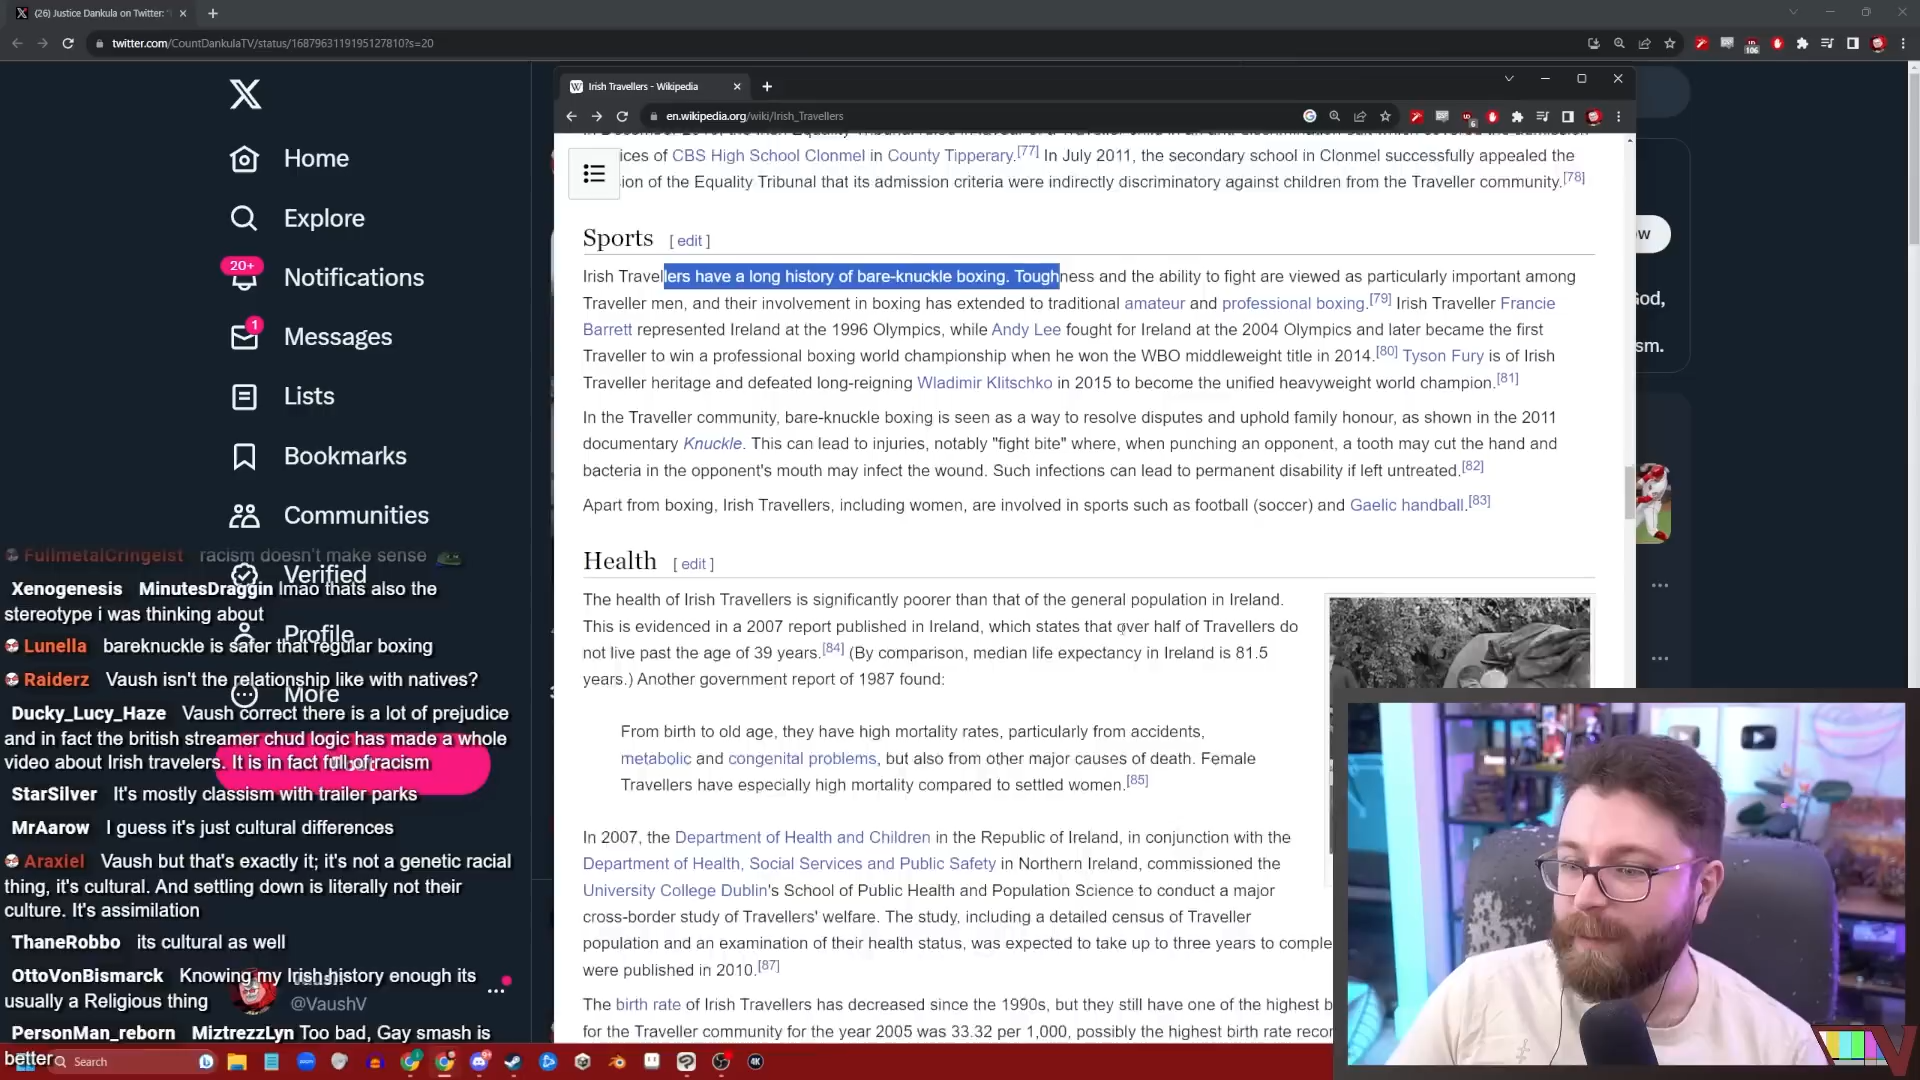 (26) Justice Dankula on Twitter: "
twitter.com/CountDankulaTV/status/1687963119195127810?s=20
106
Home
Explore
20+
Notifications
1
Messages
Lists
Bookmarks
Communities
Verified
Profile
More
@VaushV
Irish Travellers - Wikipedia
en.wikipedia.org/wiki/Irish_Travellers
6
ices of CBS High School Clonmel in County Tipperary.[77] In July 2011, the secondary school in Clonmel successfully appealed the
ion of the Equality Tribunal that its admission criteria were indirectly discriminatory against children from the Traveller community.[78]
Sports [ edit ]
Irish Travellers have a long history of bare-knuckle boxing. Toughness and the ability to fight are viewed as particularly important among
Traveller men, and their involvement in boxing has extended to traditional amateur and professional boxing.[79] Irish Traveller Francie
Barrett represented Ireland at the 1996 Olympics, while Andy Lee fought for Ireland at the 2004 Olympics and later became the first
Traveller to win a professional boxing world championship when he won the WBO middleweight title in 2014.[80] Tyson Fury is of Irish
Traveller heritage and defeated long-reigning Wladimir Klitschko in 2015 to become the unified heavyweight world champion.[81]
In the Traveller community, bare-knuckle boxing is seen as a way to resolve disputes and uphold family honour, as shown in the 2011
documentary Knuckle. This can lead to injuries, notably "fight bite" where, when punching an opponent, a tooth may cut the hand and
bacteria in the opponent's mouth may infect the wound. Such infections can lead to permanent disability if left untreated.[82]
Apart from boxing, Irish Travellers, including women, are involved in sports such as football (soccer) and Gaelic handball.[83]
Health [ edit ]
The health of Irish Travellers is significantly poorer than that of the general population in Ireland.
This is evidenced in a 2007 report published in Ireland, which states that over half of Travellers do
not live past the age of 39 years.[84] (By comparison, median life expectancy in Ireland is 81.5
years.) Another government report of 1987 found:
From birth to old age, they have high mortality rates, particularly from accidents,
metabolic and congenital problems, but also from other major causes of death. Female
Travellers have especially high mortality compared to settled women.[85]
In 2007, the Department of Health and Children in the Republic of Ireland, in conjunction with the
Department of Health, Social Services and Public Safety in Northern Ireland, commissioned the
University College Dublin's School of Public Health and Population Science to conduct a major
cross-border study of Travellers' welfare. The study, including a detailed census of Traveller
population and an examination of their health status, was expected to take up to three years to comple
were published in 2010.[87]
The birth rate of Irish Travellers has decreased since the 1990s, but they still have one of the highest b
for the Traveller community for the year 2005 was 33.32 per 1,000, possibly the highest birth rate recor
ow
od,
sm.
FullmetalCringeist racism doesn't make sense
Xenogenesis MinutesDraggin lmao thats also the
stereotype i was thinking about
Lunella bareknuckle is safer that regular boxing
Raiderz Vaush isn't the relationship like with natives?
Ducky_Lucy_Haze Vaush correct there is a lot of prejudice
and in fact the british streamer chud logic has made a whole
video about Irish travelers. It is in fact full of racism
StarSilver It's mostly classism with trailer parks
MrAarow I guess it's just cultural differences
Araxiel Vaush but that's exactly it; it's not a genetic racial
thing, it's cultural. And settling down is literally not their
culture. It's assimilation
ThaneRobbo its cultural as well
OttoVonBismarck Knowing my Irish history enough its
usually a Religious thing
PersonMan_reborn MiztrezzLyn Too bad, Gay smash is
better
Search
4K